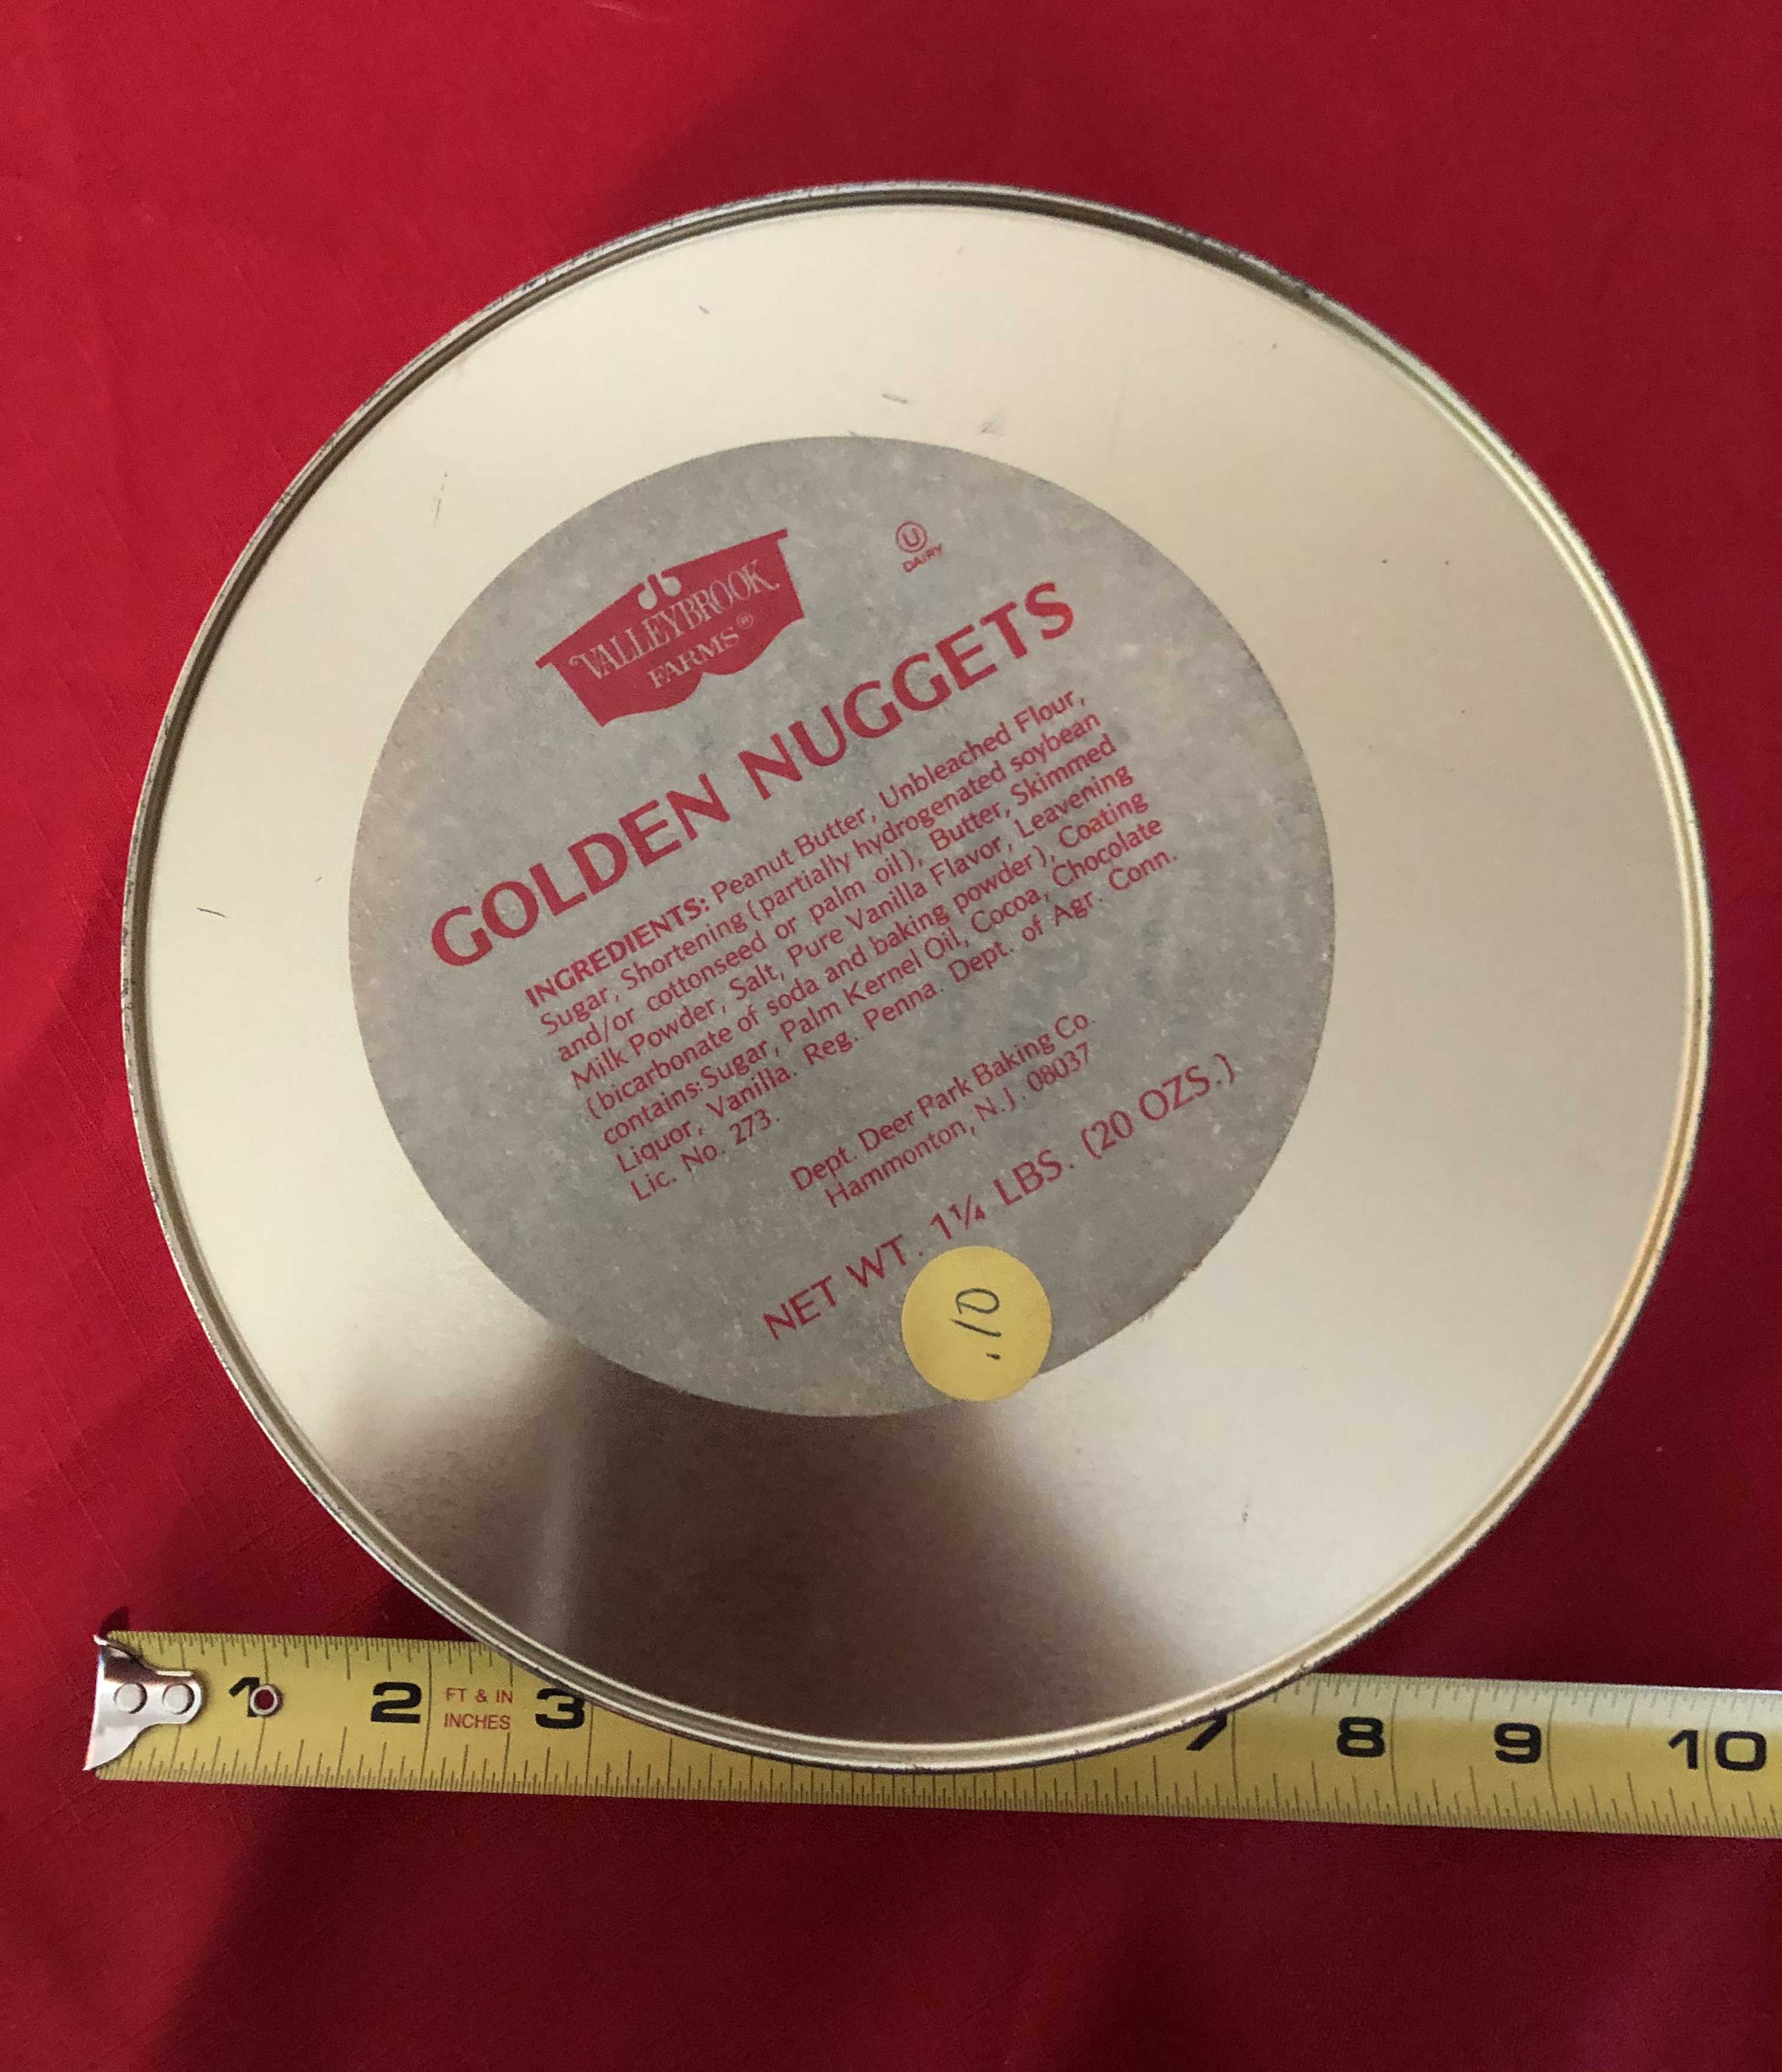 VALLEYBROOK
FARMS®
U
DAIRY
GOLDEN NUGGETS
INGREDIENTS: Peanut Butter, Unbleached Flour,
Sugar, Shortening (partially hydrogenated soybean
and/or cottonseed or palm oil), Butter, Skimmed
Milk Powder, Salt, Pure Vanilla Flavor, Leavening
(bicarbonate of soda and baking powder), Coating
contains: Sugar, Palm Kernel Oil, Cocoa, Chocolate
Liquor, Vanilla. Reg. Penna. Dept. of Agr. Conn.
Lic. No. 273.
Dept. Deer Park Baking Co.
Hammonton, N.J. 08037
NET WT. 1¼ LBS. (20 OZS.)
1 2 FT & IN 3 7 8 9 10
INCHES